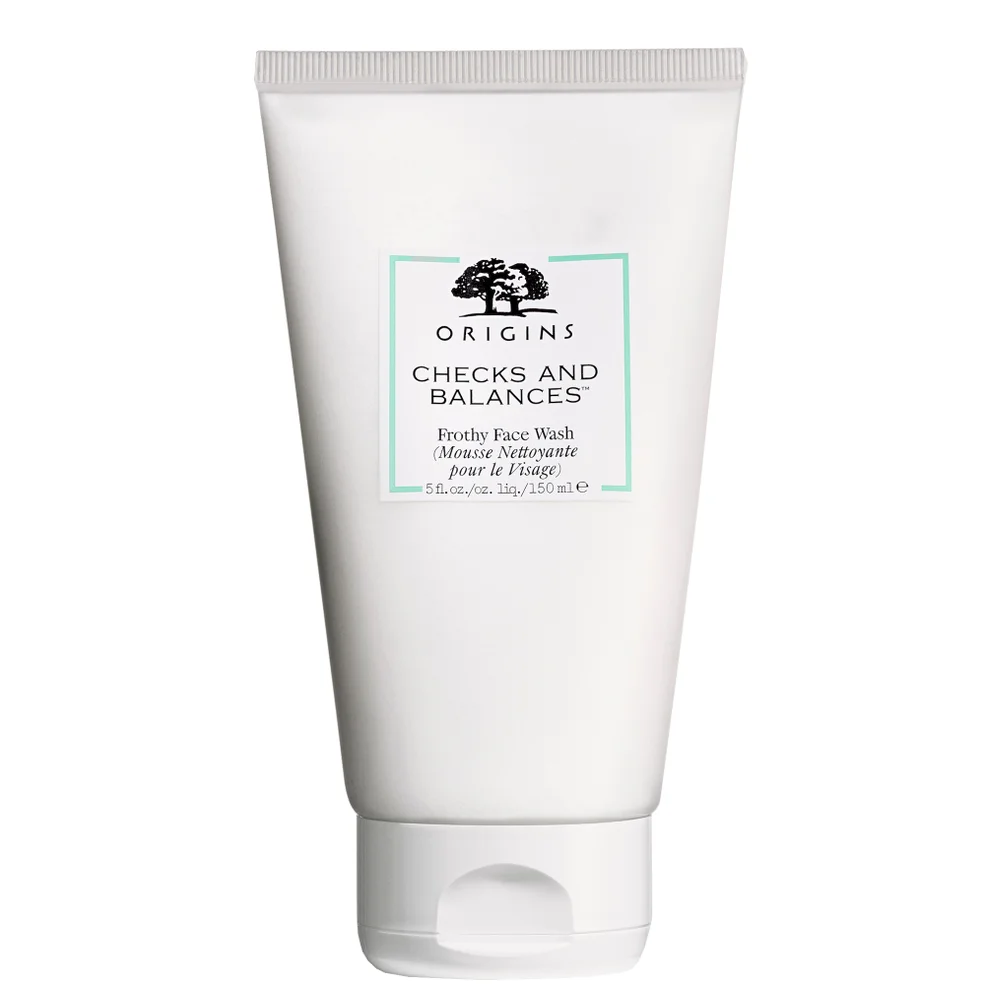 ORIGINS
CHECKS AND
BALANCES™
Frothy Face Wash
(Mousse Nettoyante
pour le Visage)
5 fl. oz./oz. liq./150 ml ℮